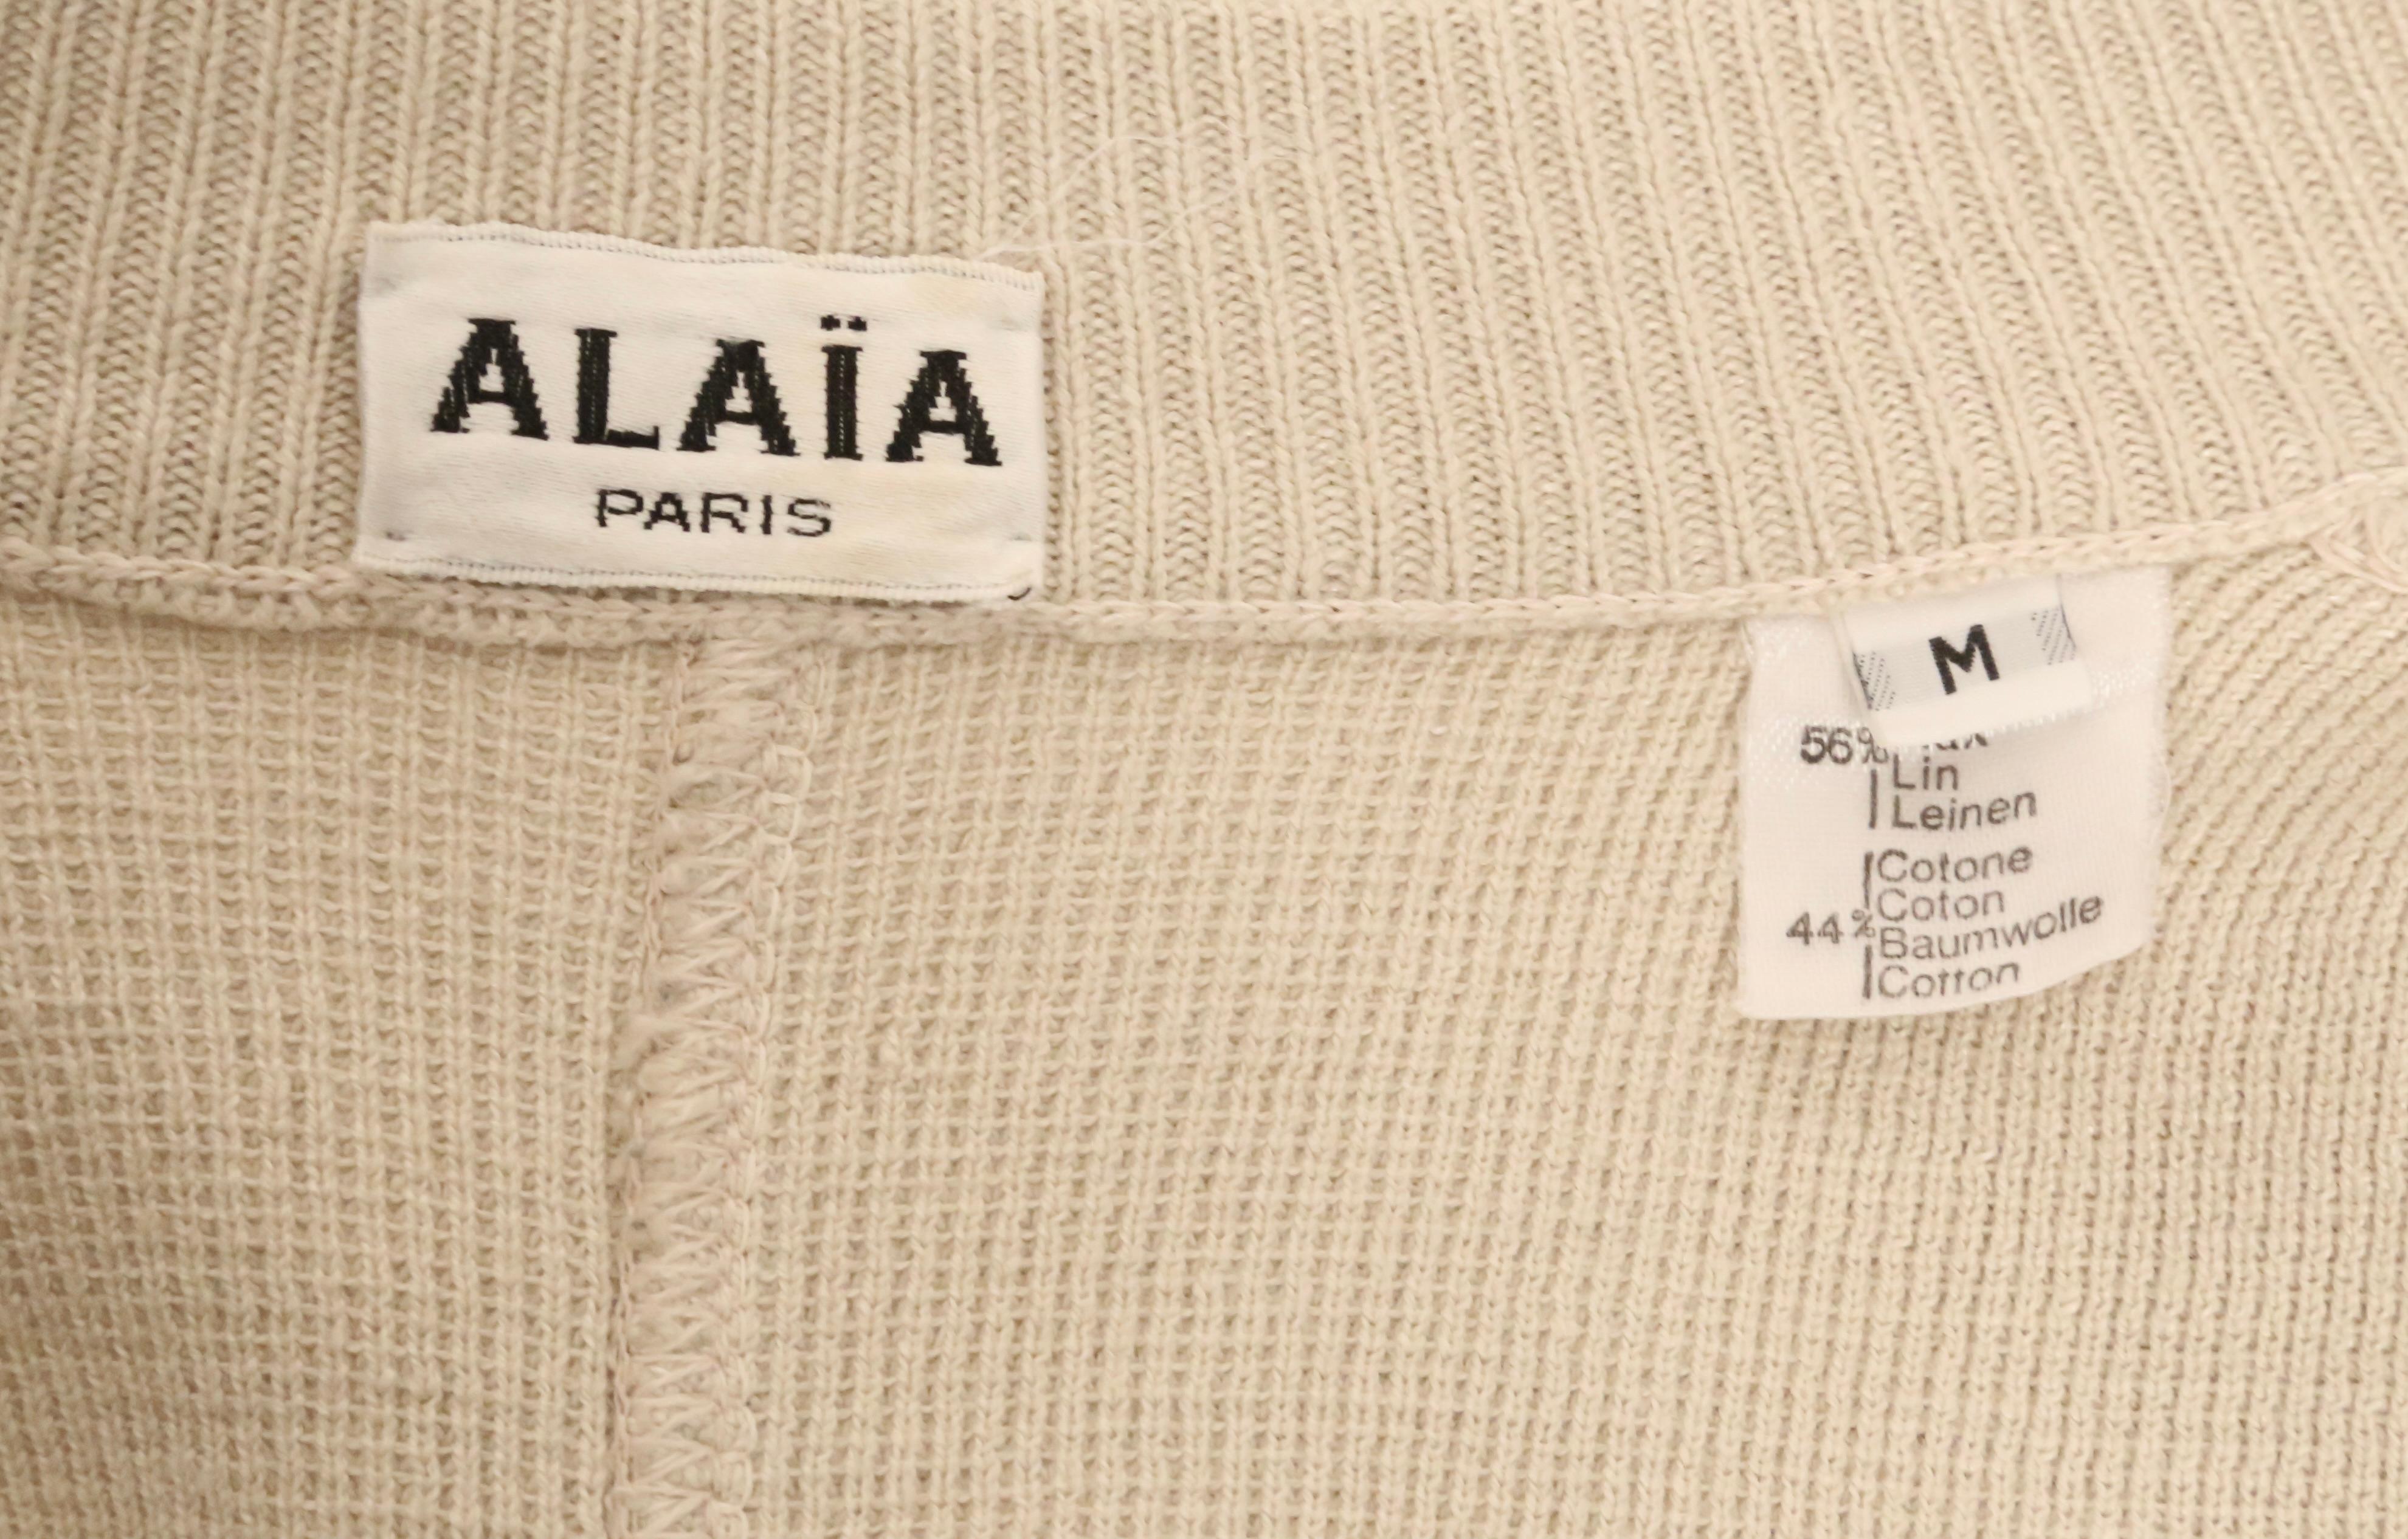 ALAÏA
PARIS
M
56%
Lin
Leinen
Cotone
Coton
44% Baumwolle
Cotton